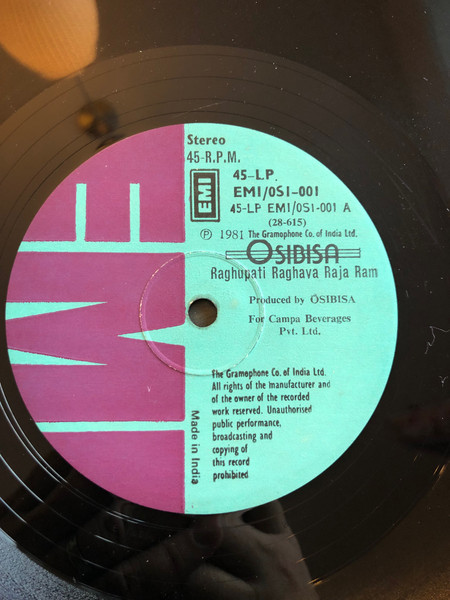 EMI
Stereo
45-R.P.M.
EMI
45-LP.
EMI/OSI-001
45-LP EMI/OSI-001 A
(28-615)
Ⓟ 1981 The Gramophone Co. of India Ltd.
OSIBISA
Raghupati Raghava Raja Ram
Produced by ŌSIBISA
For Campa Beverages
Pvt. Ltd.
The Gramophone Co. of India Ltd.
All rights of the manufacturer and
of the owner of the recorded
work reserved. Unauthorised
public performance,
broadcasting and
copying of
this record
prohibited
Made in India